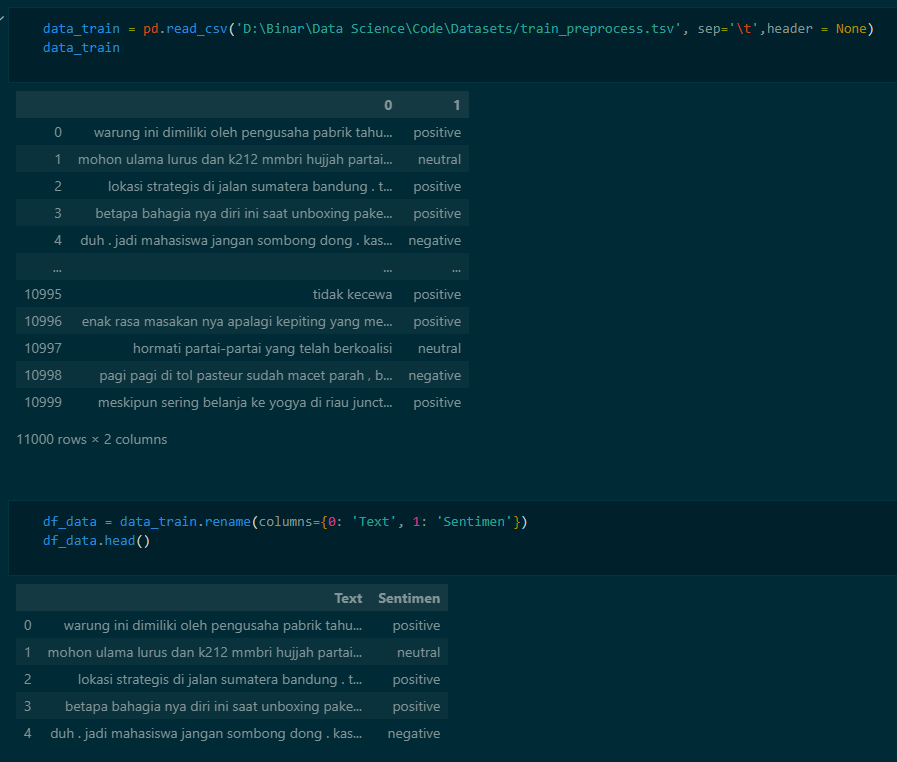 data_train = pd.read_csv('D:\Binar\Data Science\Code\Datasets/train_preprocess.tsv', sep='\t',header = None)
data_train
0 1
0 warung ini dimiliki oleh pengusaha pabrik tahu... positive
1 mohon ulama lurus dan k212 mmbri hujjah partai... neutral
2 lokasi strategis di jalan sumatera bandung . t... positive
3 betapa bahagia nya diri ini saat unboxing pake... positive
4 duh . jadi mahasiswa jangan sombong dong . kas... negative
... ... ...
10995 tidak kecewa positive
10996 enak rasa masakan nya apalagi kepiting yang me... positive
10997 hormati partai-partai yang telah berkoalisi neutral
10998 pagi pagi di tol pasteur sudah macet parah , b... negative
10999 meskipun sering belanja ke yogya di riau junct... positive
11000 rows × 2 columns
df_data = data_train.rename(columns={0: 'Text', 1: 'Sentimen'})
df_data.head()
Text Sentimen
0 warung ini dimiliki oleh pengusaha pabrik tahu... positive
1 mohon ulama lurus dan k212 mmbri hujjah partai... neutral
2 lokasi strategis di jalan sumatera bandung . t... positive
3 betapa bahagia nya diri ini saat unboxing pake... positive
4 duh . jadi mahasiswa jangan sombong dong . kas... negative